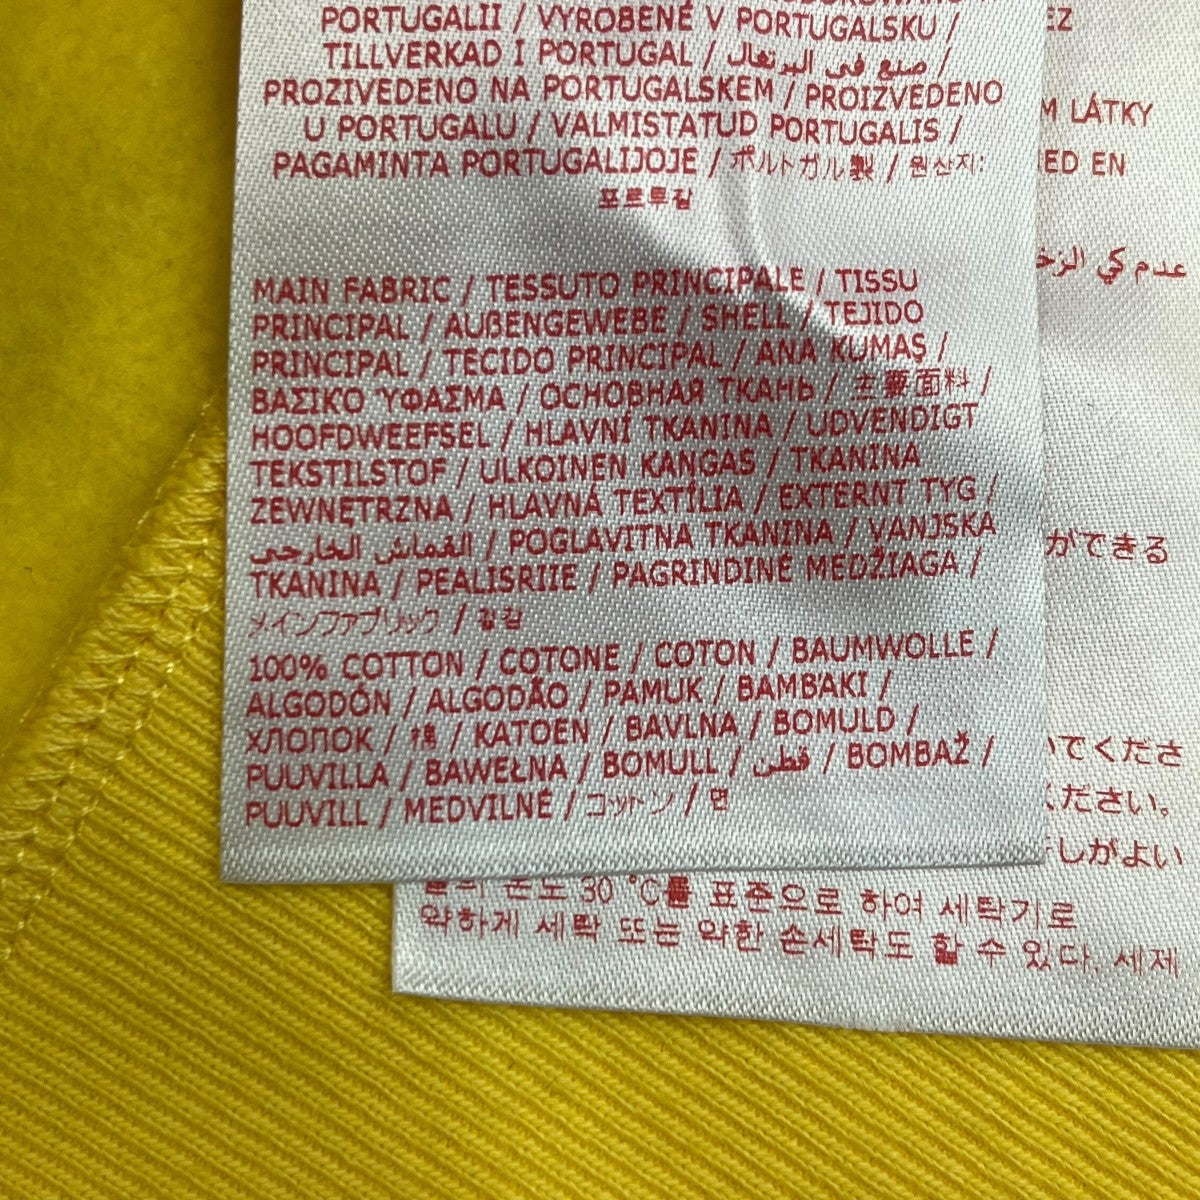 PORTUGALII / VYROBENÉ V PORTUGALSKU /
TILLVERKAD I PORTUGAL / صنع في البرتغال /
PROZIVEDENO NA PORTUGALSKEM / PROIZVEDENO
U PORTUGALU / VALMISTATUD PORTUGALIS /
PAGAMINTA PORTUGALIJOJE / ポルトガル製 / 원산지:
포르투갈
MAIN FABRIC / TESSUTO PRINCIPALE / TISSU
PRINCIPAL / AUßENGEWEBE / SHELL / TEJIDO
PRINCIPAL / TECIDO PRINCIPAL / ANA KUMAŞ /
ΒΑΣΙΚΟ ΎΦΑΣΜΑ / ОСНОВНАЯ ТКАНЬ / 主要面料 /
HOOFDWEEFSEL / HLAVNÍ TKANINA / UDVENDIGT
TEKSTILSTOF / ULKOINEN KANGAS / TKANINA
ZEWNĘTRZNA / HLAVNÁ TEXTÍLIA / EXTERNT TYG /
القماش الخارجي / POGLAVITNA TKANINA / VANJSKA
TKANINA / PEALISRIIE / PAGRINDINĖ MEDŽIAGA /
メインファブリック / 겉감
100% COTTON / COTONE / COTON / BAUMWOLLE /
ALGODÓN / ALGODÃO / PAMUK / BAMBΆKI /
ХЛОПОК / 棉 / KATOEN / BAVLNA / BOMULD /
PUUVILLA / BAWEŁNA / BOMULL / قطن / BOMBAŽ /
PUUVILL / MEDVILNĖ / コットン / 면
EZ
M LÁTKY
ED EN
عدم كي الزخ
ができる
いてくださ
ください。
しがよい
30 °C를 표준으로 하여 세탁기로
약하게 세탁 또는 약한 손세탁도 할 수 있다. 세제